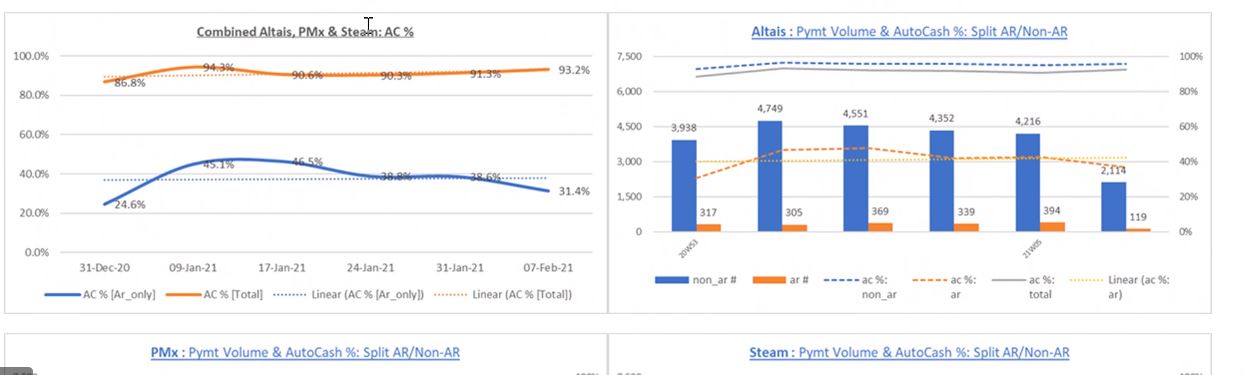 Combined Altais, PMx & Steam: AC %
100.0%
80.0%
60.0%
40.0%
20.0%
0.0%
86.8%
94.3%
90.6%
90.3%
91.3%
93.2%
24.6%
45.1%
46.5%
38.8%
38.6%
31.4%
31-Dec-20
09-Jan-21
17-Jan-21
24-Jan-21
31-Jan-21
07-Feb-21
AC % [Ar_only]
AC % [Total]
Linear (AC % [Ar_only])
Linear (AC % [Total])
Altais : Pymt Volume & AutoCash %: Split AR/Non-AR
7,500
6,000
4,500
3,000
1,500
0
100%
80%
60%
40%
20%
0%
3,938
4,749
4,551
4,352
4,216
2,114
317
305
369
339
394
119
20W53
21W05
non_ar #
ar #
ac %:
non_ar
ac %:
ar
ac %:
total
Linear (ac %:
ar)
PMx : Pymt Volume & AutoCash %: Split AR/Non-AR
Steam : Pymt Volume & AutoCash %: Split AR/Non-AR